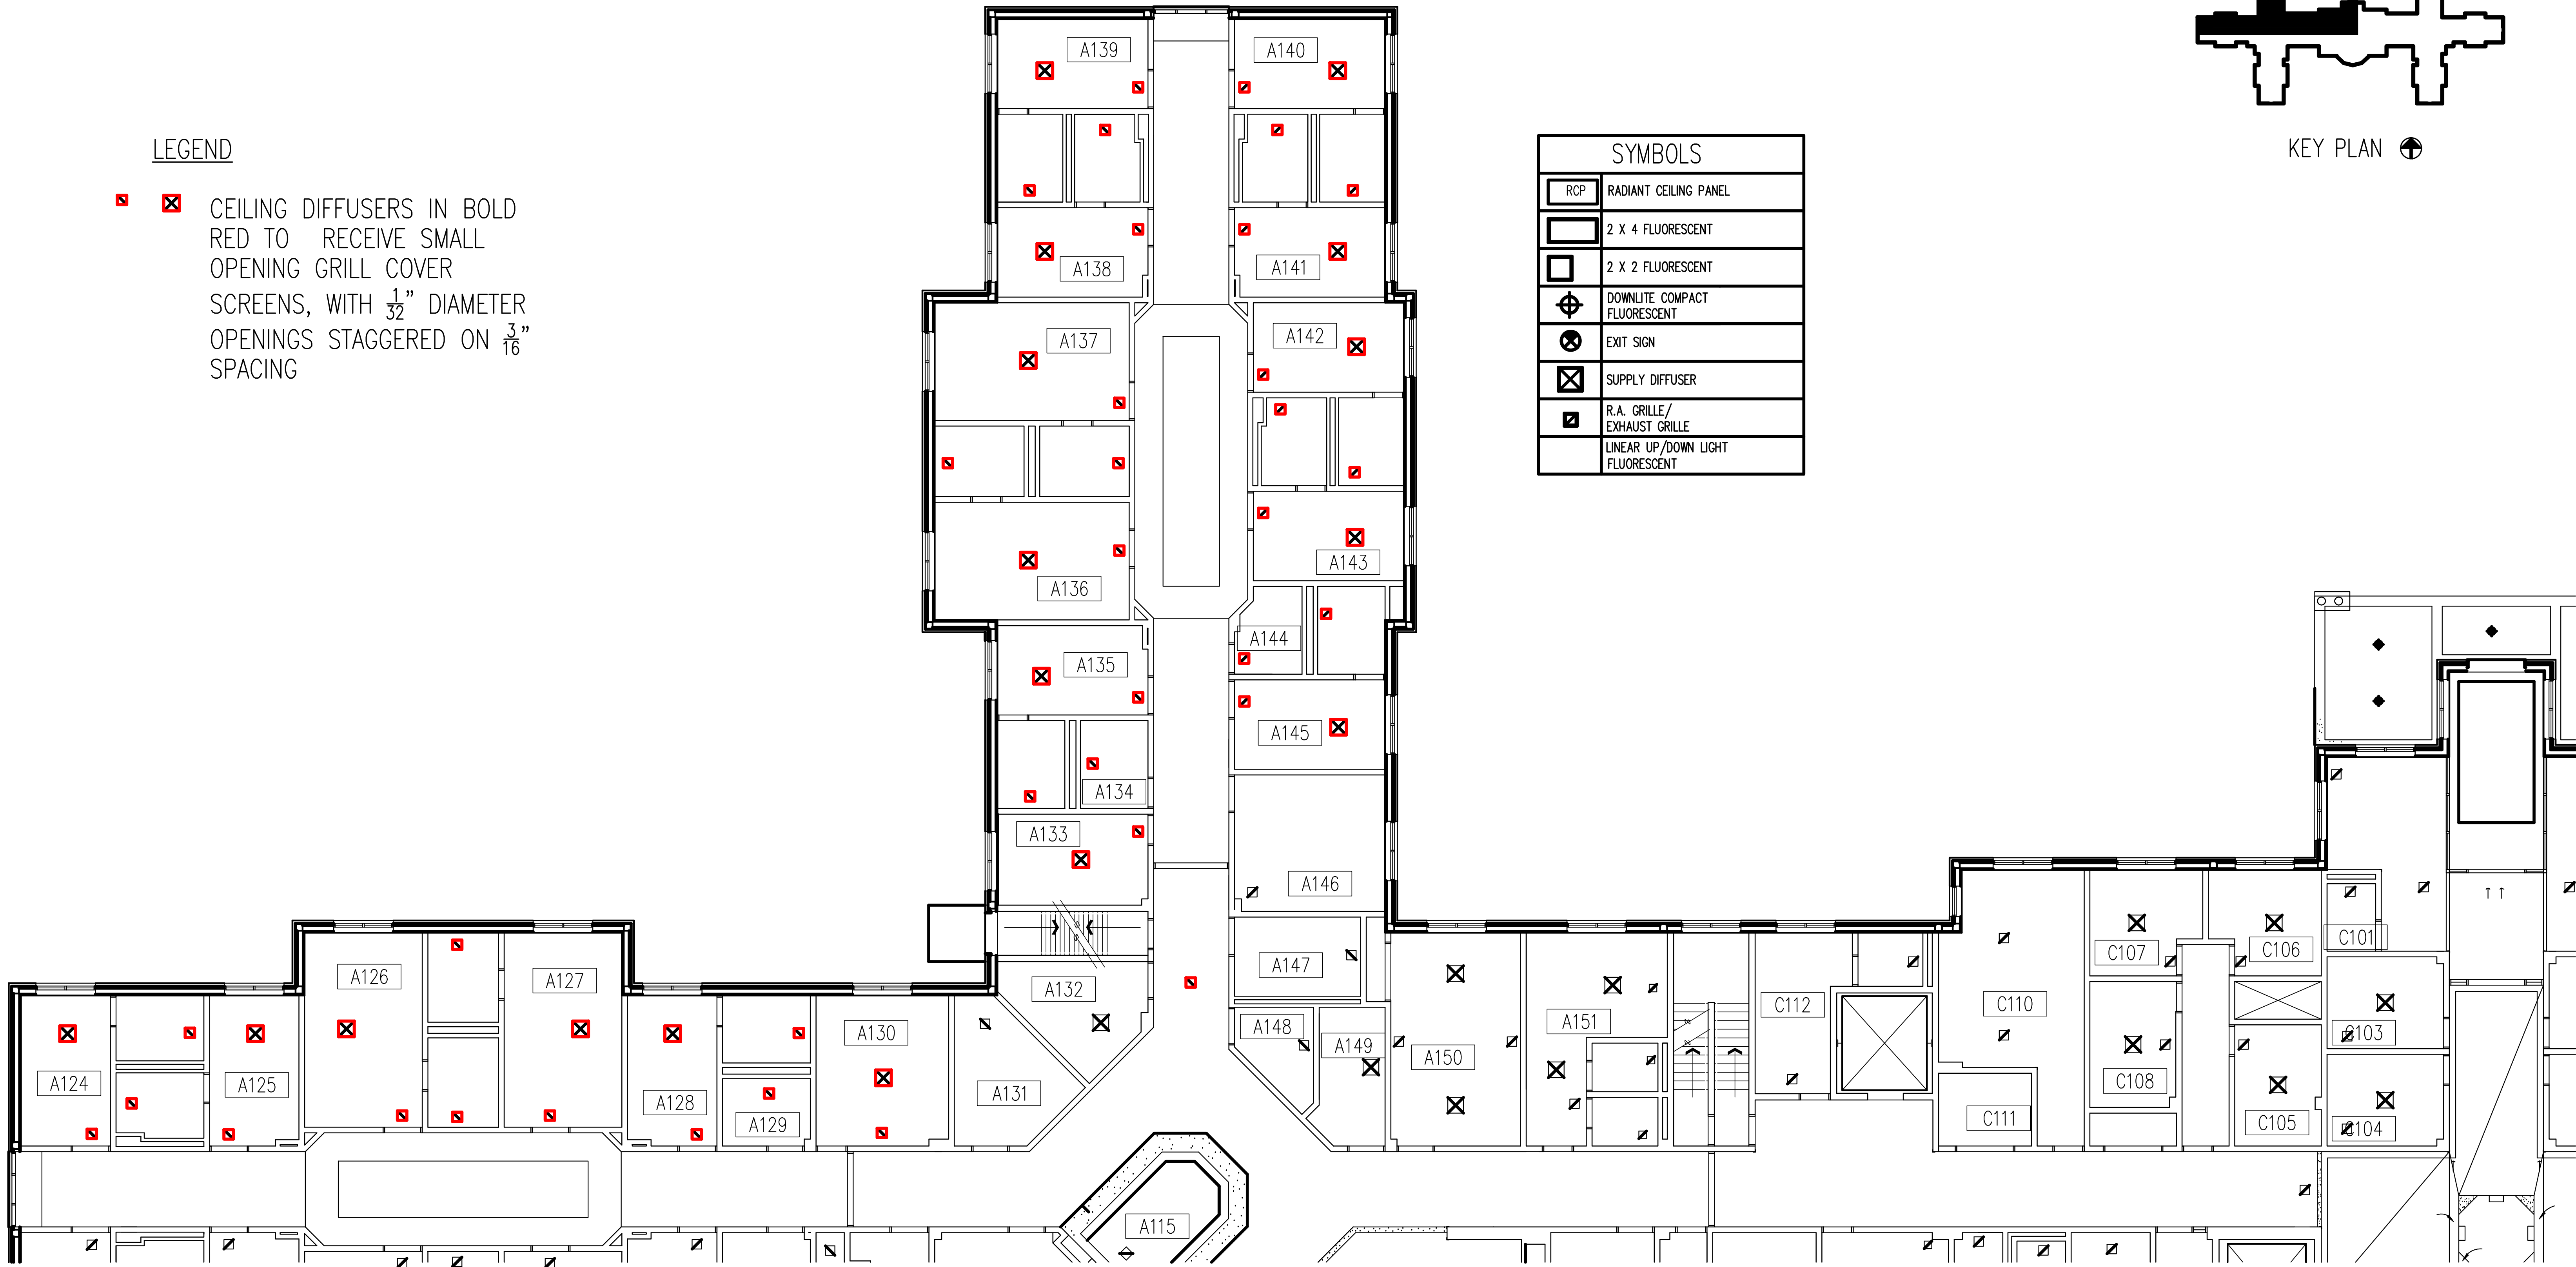 LEGEND
CEILING DIFFUSERS IN BOLD
RED TO RECEIVE SMALL
OPENING GRILL COVER
SCREENS, WITH 1/32" DIAMETER
OPENINGS STAGGERED ON 3/16"
SPACING
SYMBOLS
RCP RADIANT CEILING PANEL
2 X 4 FLUORESCENT
2 X 2 FLUORESCENT
DOWNLITE COMPACT
FLUORESCENT
EXIT SIGN
SUPPLY DIFFUSER
R.A. GRILLE/
EXHAUST GRILLE
LINEAR UP/DOWN LIGHT
FLUORESCENT
KEY PLAN
A139
A140
A138
A141
A137
A142
A136
A143
A135
A144
A145
A134
A133
A146
A132
A147
A126
A127
A130
A148
A149
A150
A151
A124
A125
A128
A129
A131
A115
C112
C110
C111
C107
C106
C108
C105
C101
C103
C104